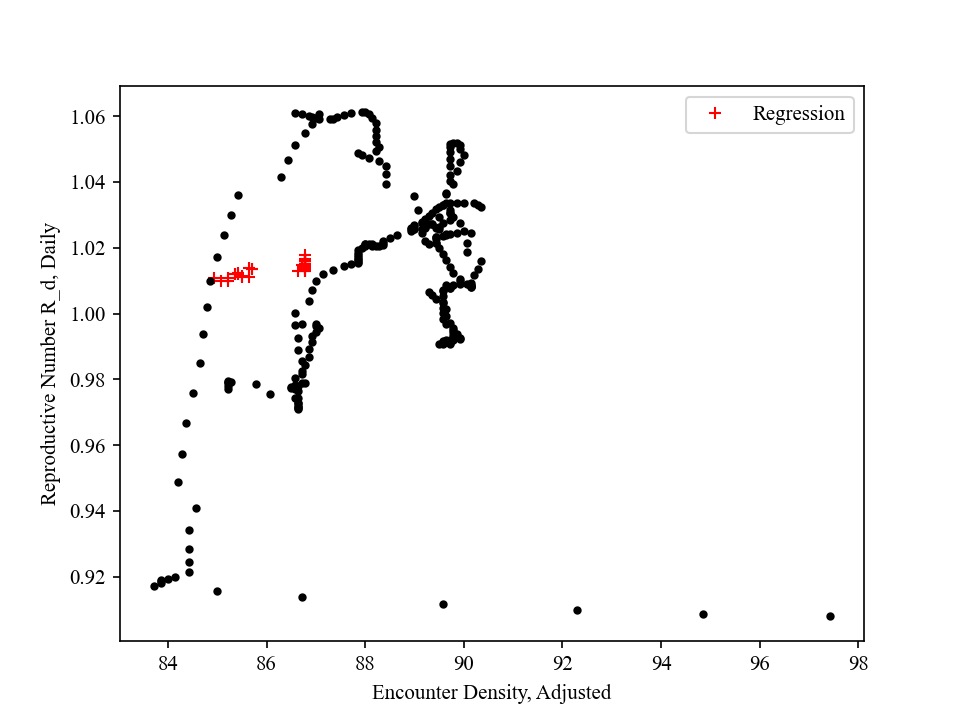 Regression
1.06
1.04
1.02
1.00
0.98
0.96
0.94
0.92
Reproductive Number R_d, Daily
84 86 88 90 92 94 96 98
Encounter Density, Adjusted